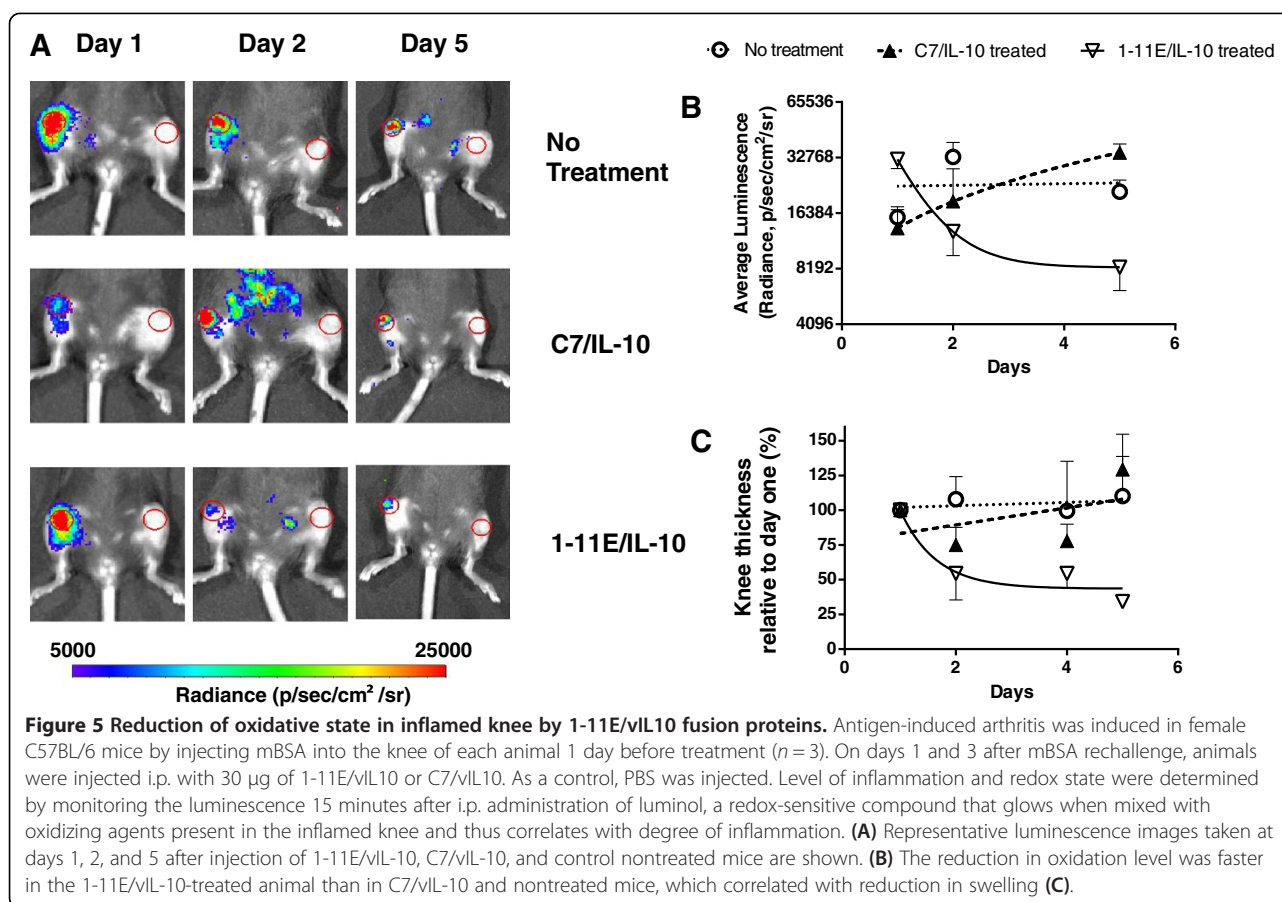 A Day 1 Day 2 Day 5
No treatment C7/IL-10 treated 1-11E/IL-10 treated
No
Treatment
C7/IL-10
1-11E/IL-10
5000 25000
Radiance (p/sec/cm² /sr)
B
Average Luminescence
(Radiance, p/sec/cm²/sr)
65536
32768
16384
8192
4096
0 2 4 6
Days
C
Knee thickness
relative to day one (%)
150
125
100
75
50
25
0
0 2 4 6
Days
Figure 5 Reduction of oxidative state in inflamed knee by 1-11E/vIL10 fusion proteins. Antigen-induced arthritis was induced in female
C57BL/6 mice by injecting mBSA into the knee of each animal 1 day before treatment (n = 3). On days 1 and 3 after mBSA rechallenge, animals
were injected i.p. with 30 μg of 1-11E/vIL10 or C7/vIL10. As a control, PBS was injected. Level of inflammation and redox state were determined
by monitoring the luminescence 15 minutes after i.p. administration of luminol, a redox-sensitive compound that glows when mixed with
oxidizing agents present in the inflamed knee and thus correlates with degree of inflammation. (A) Representative luminescence images taken at
days 1, 2, and 5 after injection of 1-11E/vIL-10, C7/vIL-10, and control nontreated mice are shown. (B) The reduction in oxidation level was faster
in the 1-11E/vIL-10-treated animal than in C7/vIL-10 and nontreated mice, which correlated with reduction in swelling (C).